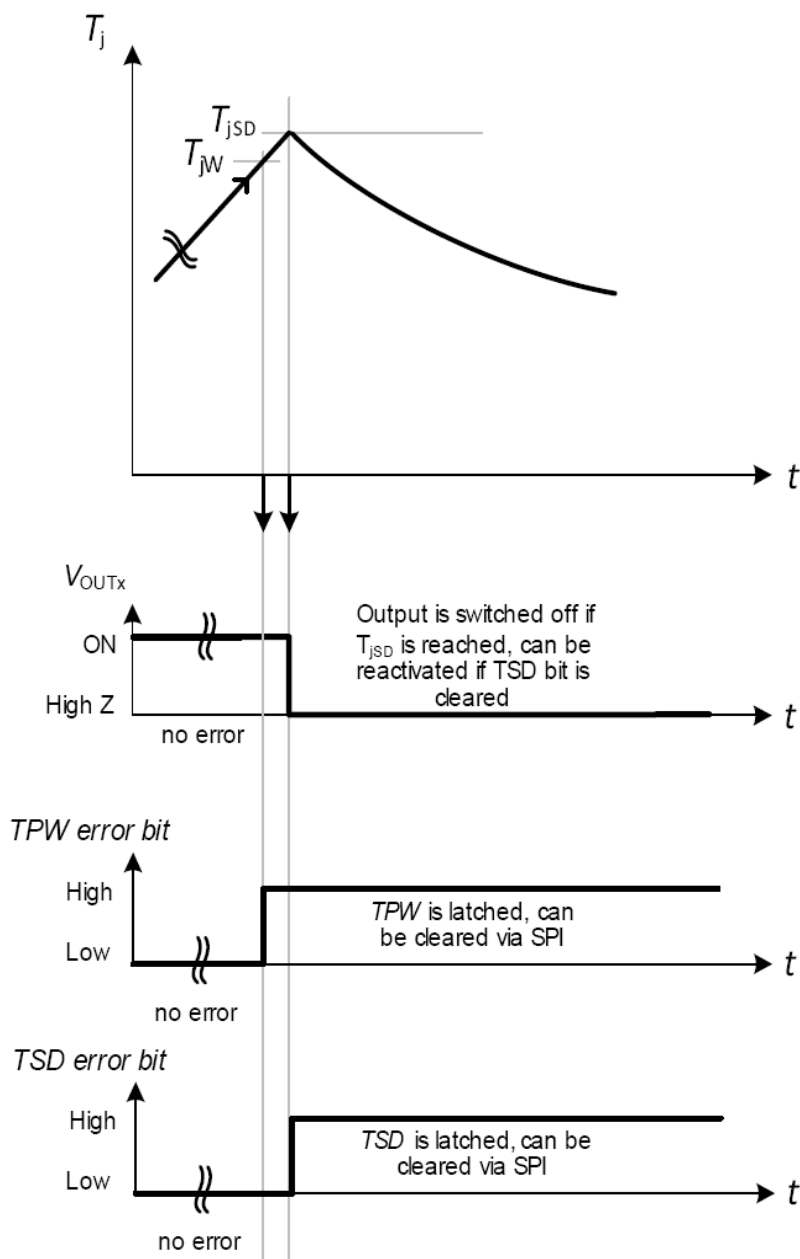 Tj
TjSD
TjW
t
VOUTx
ON
High Z
no error
Output is switched off if
TjSD is reached, can be
reactivated if TSD bit is
cleared
t
TPW error bit
High
Low
no error
TPW is latched, can
be cleared via SPI
t
TSD error bit
High
Low
no error
TSD is latched, can be
cleared via SPI
t